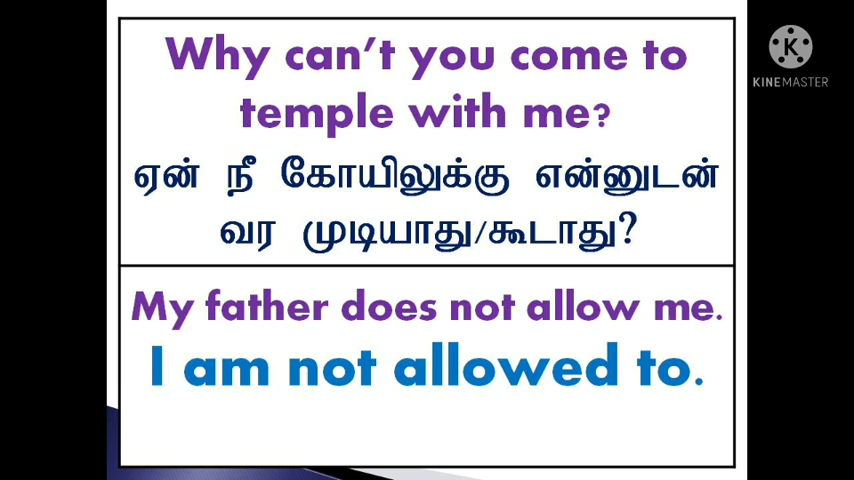 Why can't you come to
temple with me?
ஏன் நீ கோயிலுக்கு என்னுடன்
வர முடியாது/கூடாது?
My father does not allow me.
I am not allowed to.
K
KINEMASTER